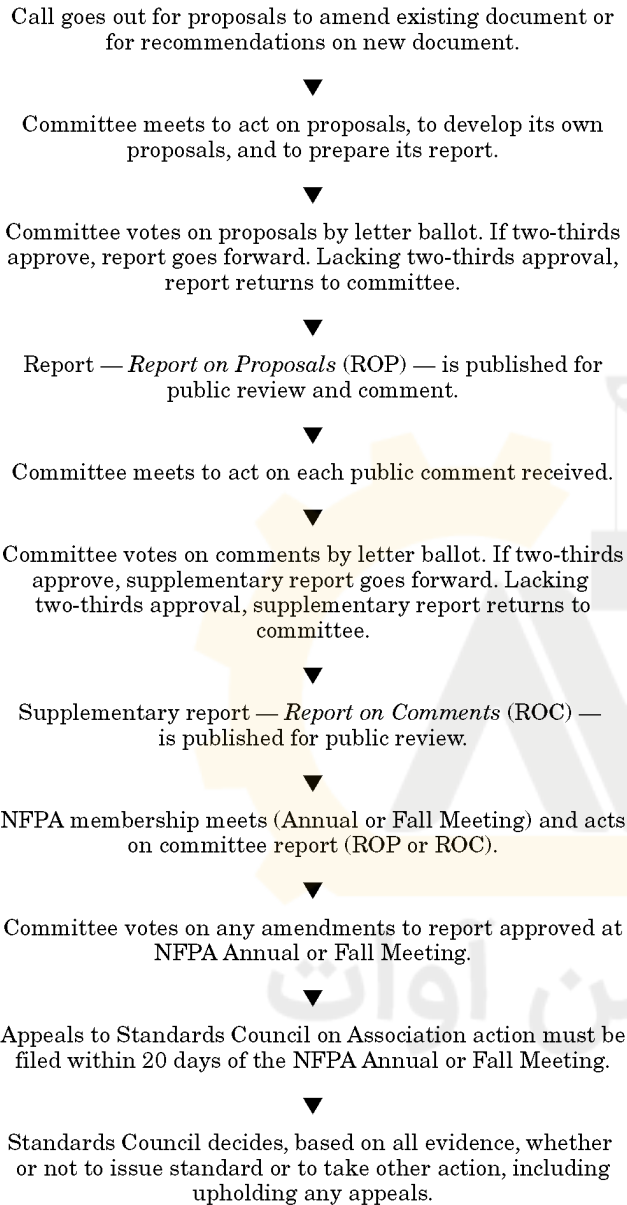 Call goes out for proposals to amend existing document or
for recommendations on new document.
▼
Committee meets to act on proposals, to develop its own
proposals, and to prepare its report.
▼
Committee votes on proposals by letter ballot. If two-thirds
approve, report goes forward. Lacking two-thirds approval,
report returns to committee.
▼
Report — Report on Proposals (ROP) — is published for
public review and comment.
▼
Committee meets to act on each public comment received.
▼
Committee votes on comments by letter ballot. If two-thirds
approve, supplementary report goes forward. Lacking
two-thirds approval, supplementary report returns to
committee.
▼
Supplementary report — Report on Comments (ROC) —
is published for public review.
▼
NFPA membership meets (Annual or Fall Meeting) and acts
on committee report (ROP or ROC).
▼
Committee votes on any amendments to report approved at
NFPA Annual or Fall Meeting.
▼
Appeals to Standards Council on Association action must be
filed within 20 days of the NFPA Annual or Fall Meeting.
▼
Standards Council decides, based on all evidence, whether
or not to issue standard or to take other action, including
upholding any appeals.
آوات